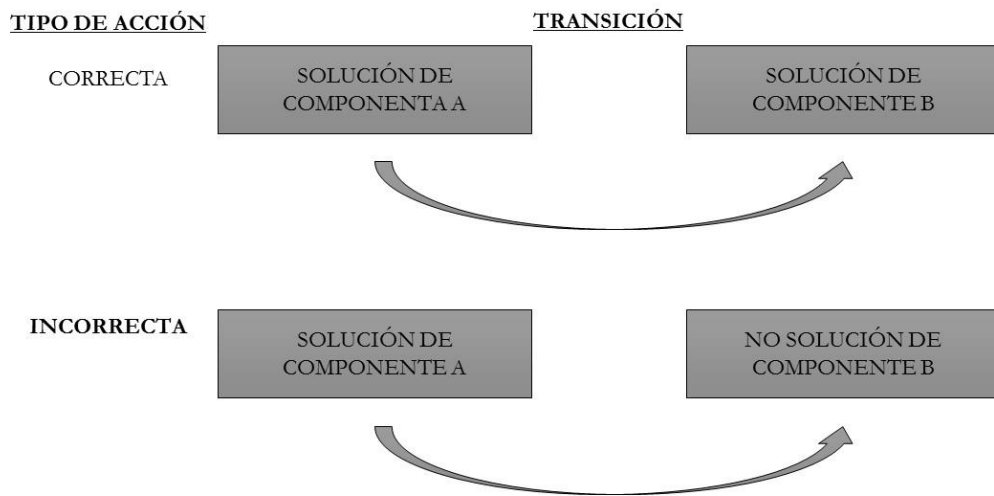 TIPO DE ACCIÓN
TRANSICIÓN
CORRECTA
SOLUCIÓN DE
COMPONENTA A
SOLUCIÓN DE
COMPONENTE B
INCORRECTA
SOLUCIÓN DE
COMPONENTE A
NO SOLUCIÓN DE
COMPONENTE B